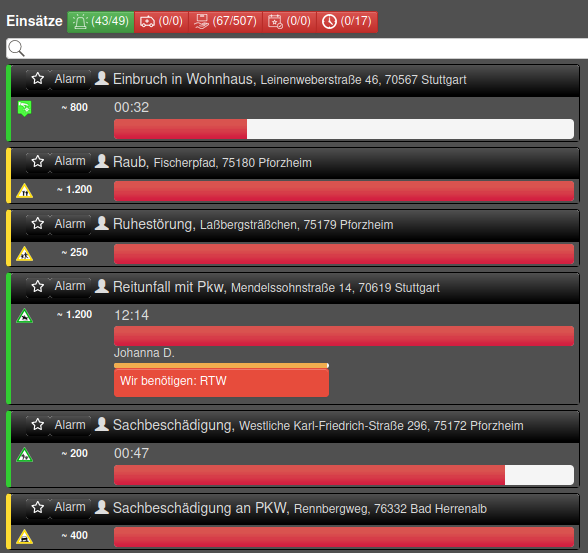 Einsätze (43/49) (0/0) (67/507) (0/0) (0/17)
Alarm Einbruch in Wohnhaus, Leinenweberstraße 46, 70567 Stuttgart
~ 800 00:32
Alarm Raub, Fischerpfad, 75180 Pforzheim
~ 1.200
Alarm Ruhestörung, Laßbergsträßchen, 75179 Pforzheim
~ 250
Alarm Reitunfall mit Pkw, Mendelssohnstraße 14, 70619 Stuttgart
~ 1.200 12:14
Johanna D.
Wir benötigen: RTW
Alarm Sachbeschädigung, Westliche Karl-Friedrich-Straße 296, 75172 Pforzheim
~ 200 00:47
Alarm Sachbeschädigung an PKW, Rennbergweg, 76332 Bad Herrenalb
~ 400